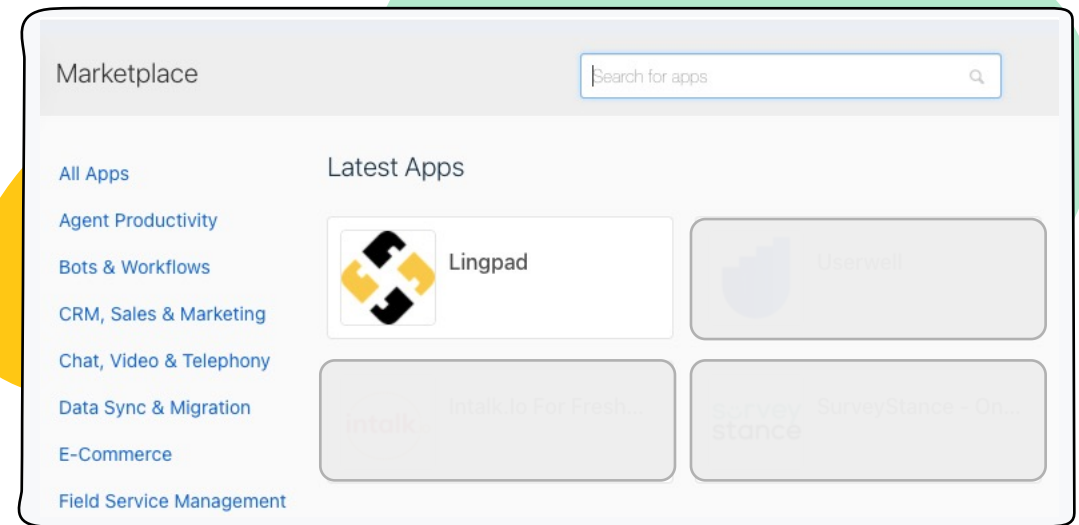 Marketplace
Search for apps
All Apps
Agent Productivity
Bots & Workflows
CRM, Sales & Marketing
Chat, Video & Telephony
Data Sync & Migration
E-Commerce
Field Service Management
Latest Apps
Lingpad
Userwell
intalk
Intalk.io For Fresh...
survey
stance
SurveyStance - On...